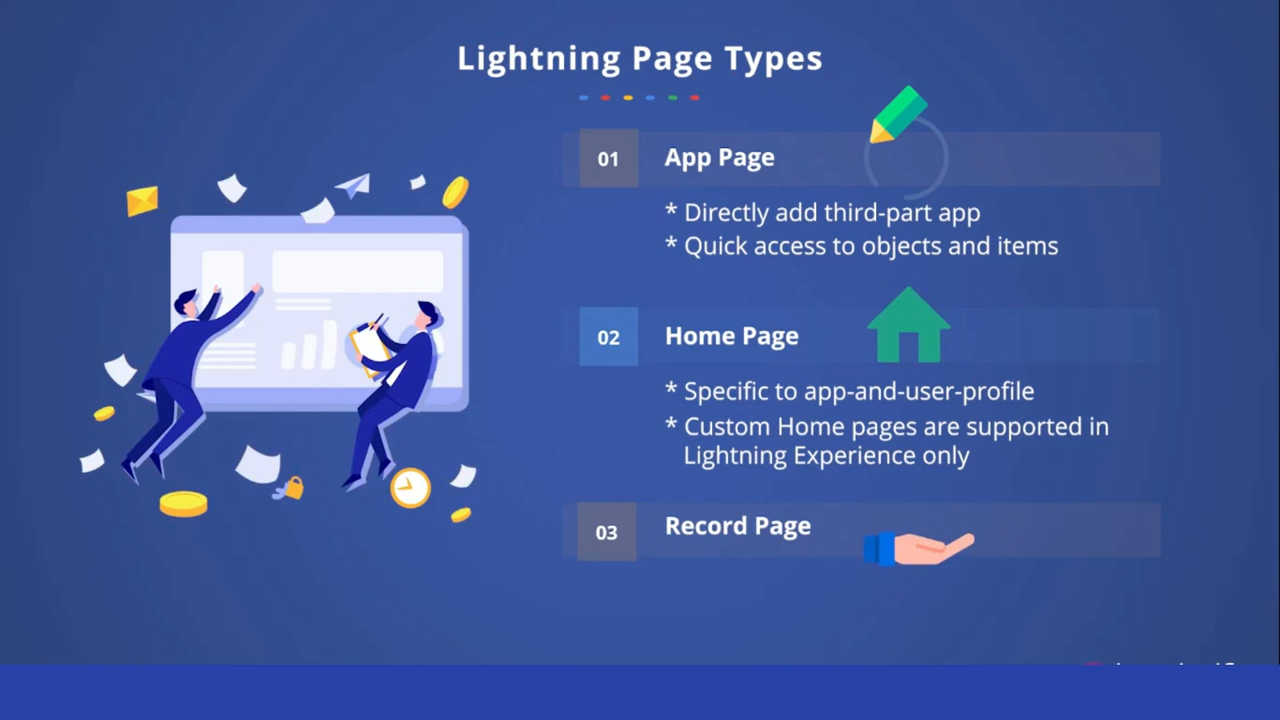 Lightning Page Types
01 App Page
* Directly add third-part app
* Quick access to objects and items
02 Home Page
* Specific to app-and-user-profile
* Custom Home pages are supported in
Lightning Experience only
03 Record Page